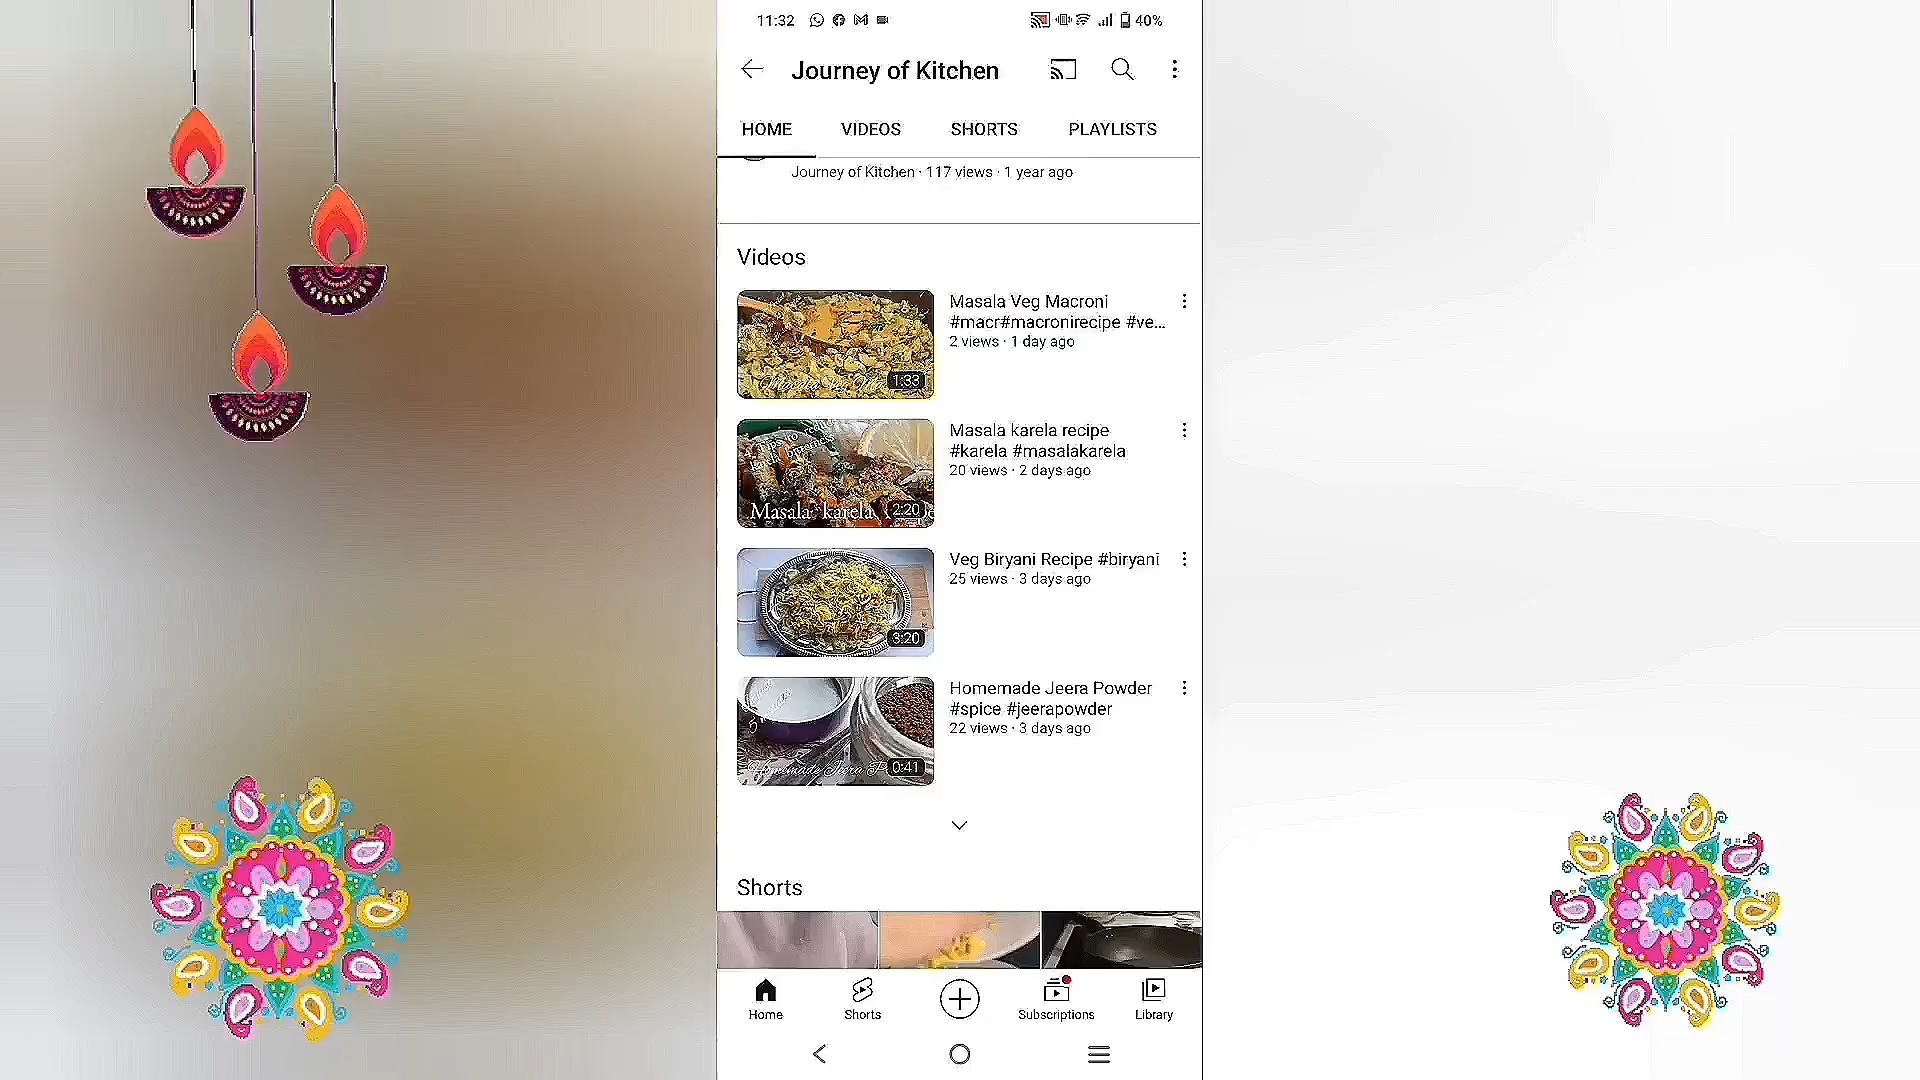 11:32
40%
Journey of Kitchen
HOME VIDEOS SHORTS PLAYLISTS
Journey of Kitchen · 117 views · 1 year ago
Videos
Masala Veg Macroni
#macr#macronirecipe #ve...
2 views · 1 day ago
1:33
Masala karela recipe
#karela #masalakarela
20 views · 2 days ago
Masala karela
2:20
Veg Biryani Recipe #biryani
25 views · 3 days ago
3:20
Homemade Jeera Powder
#spice #jeerapowder
22 views · 3 days ago
Homemade Jeera P
0:41
Shorts
Home Shorts Subscriptions Library